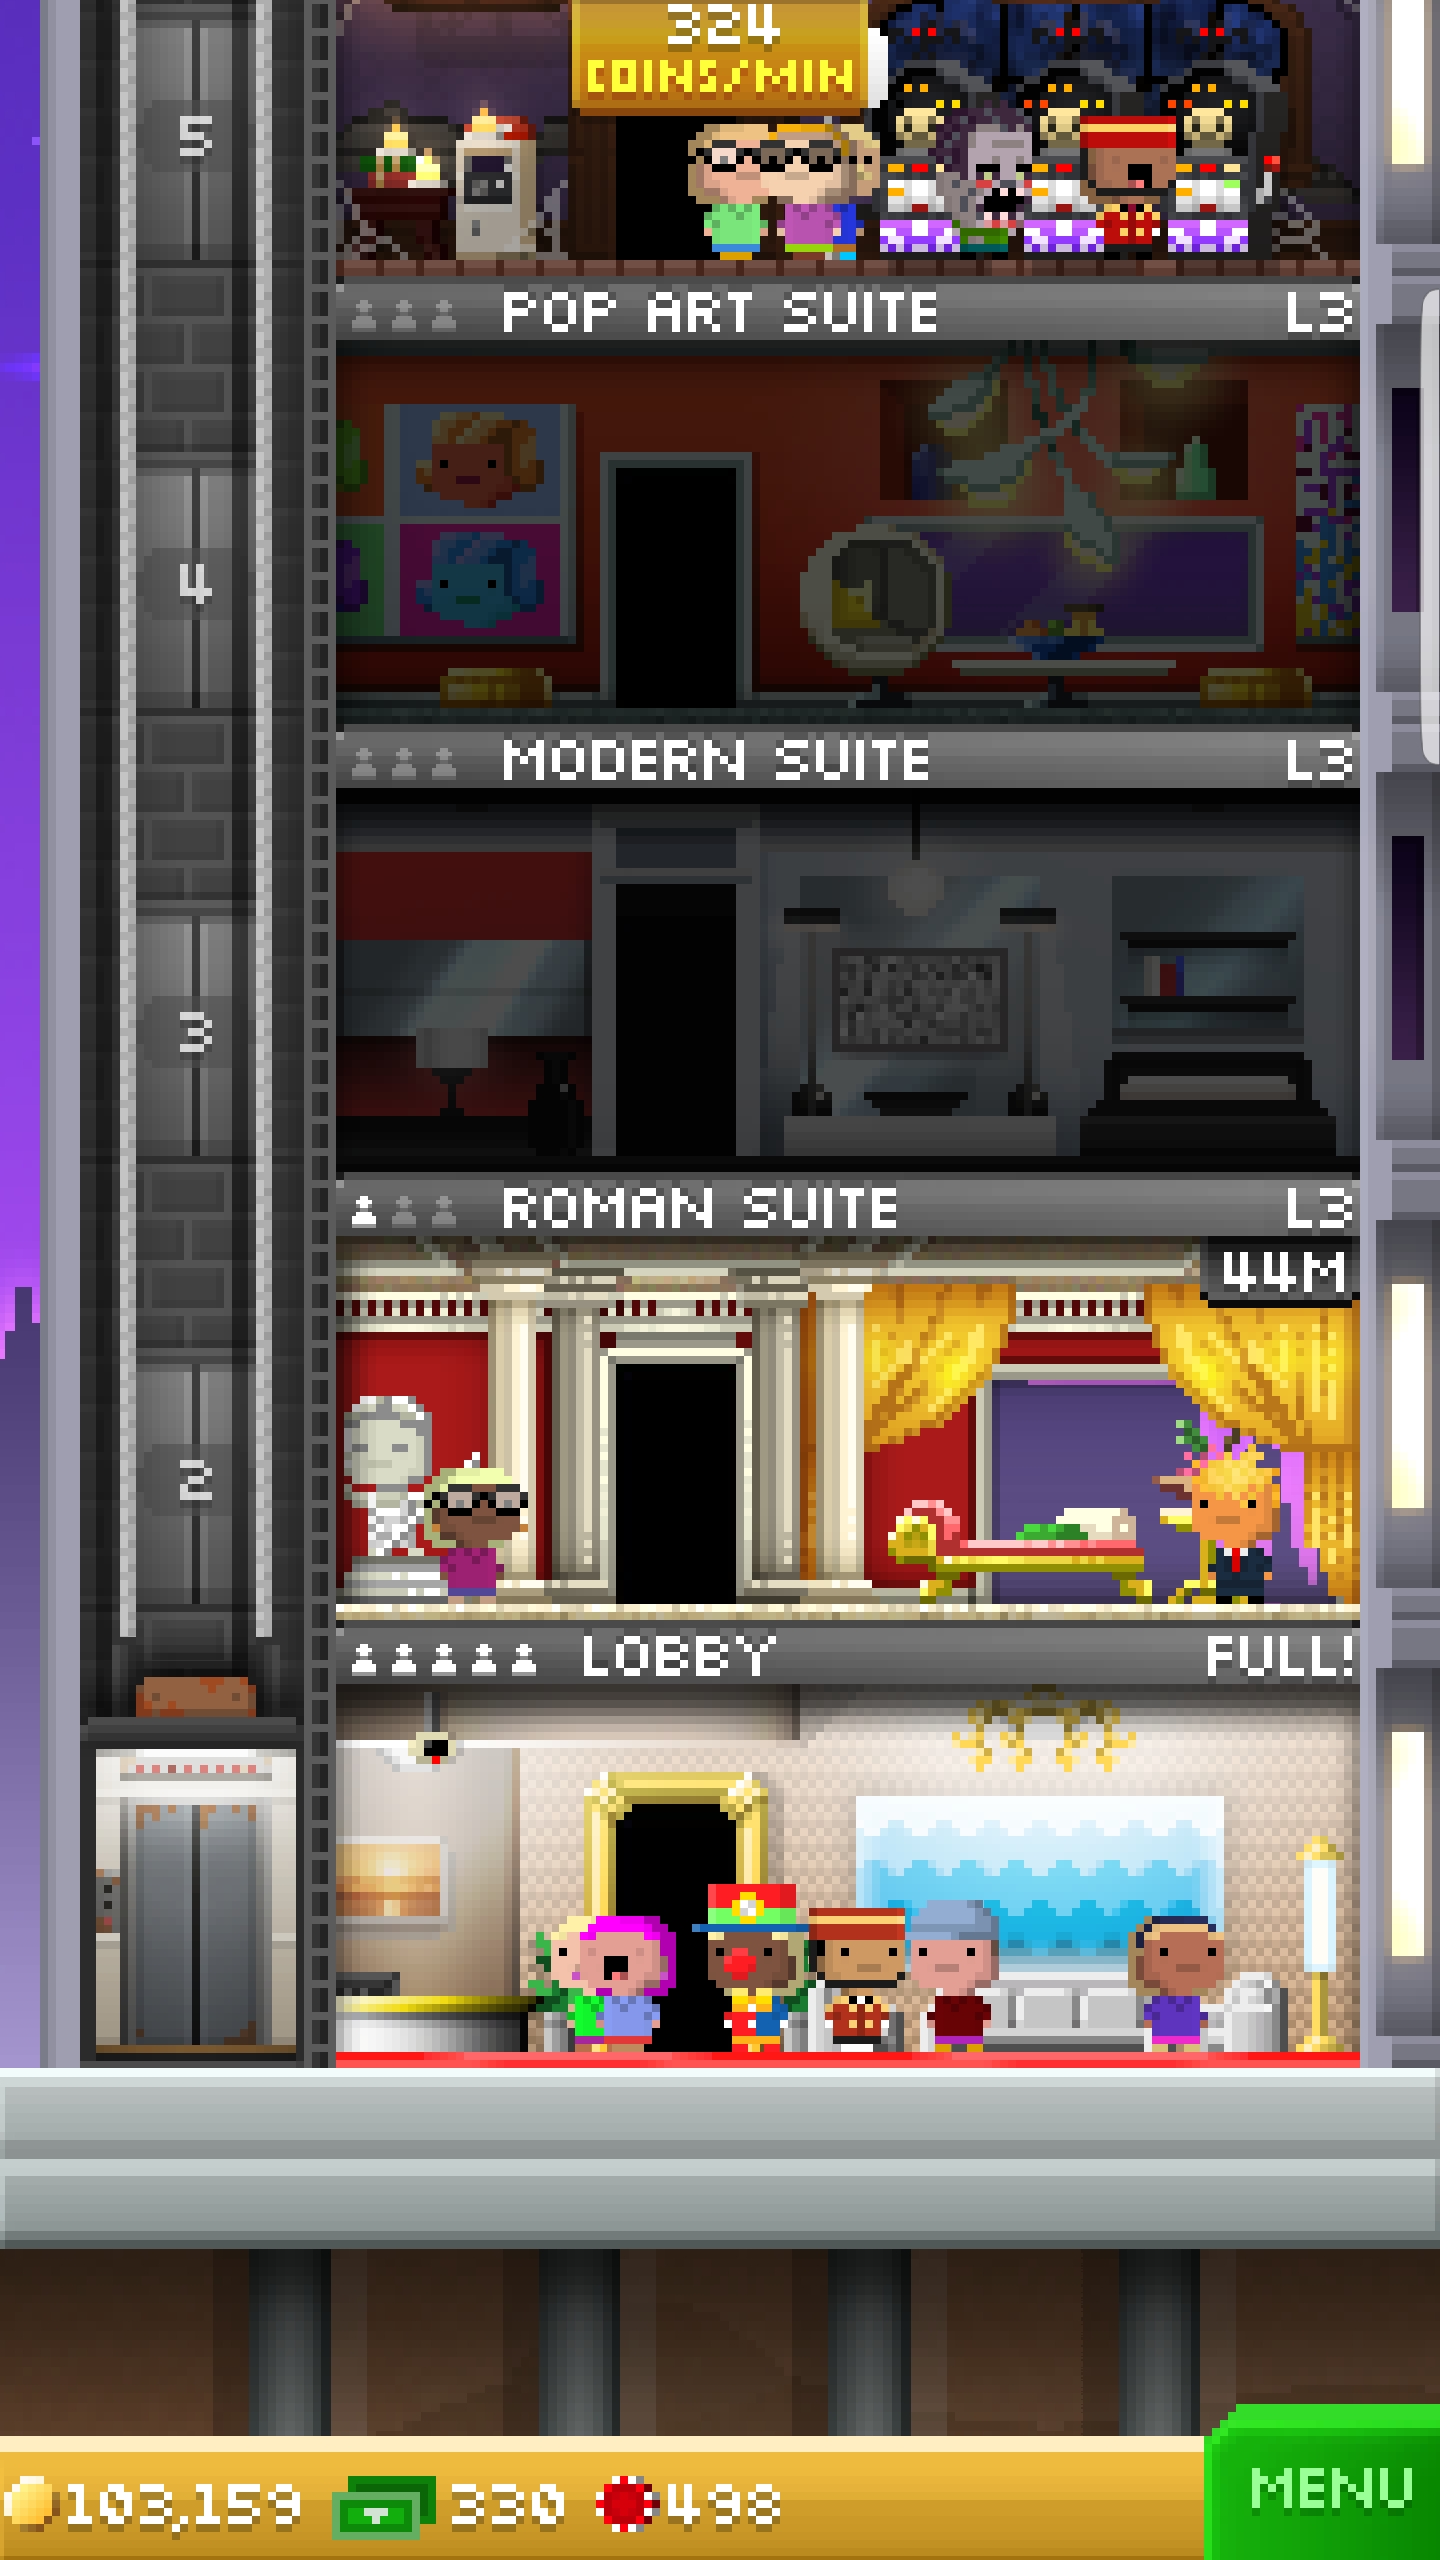 324
COINS/MIN
5
POP ART SUITE L3
4
MODERN SUITE L3
3
ROMAN SUITE L3
44M
2
LOBBY FULL!
MENU
103,159 330 498